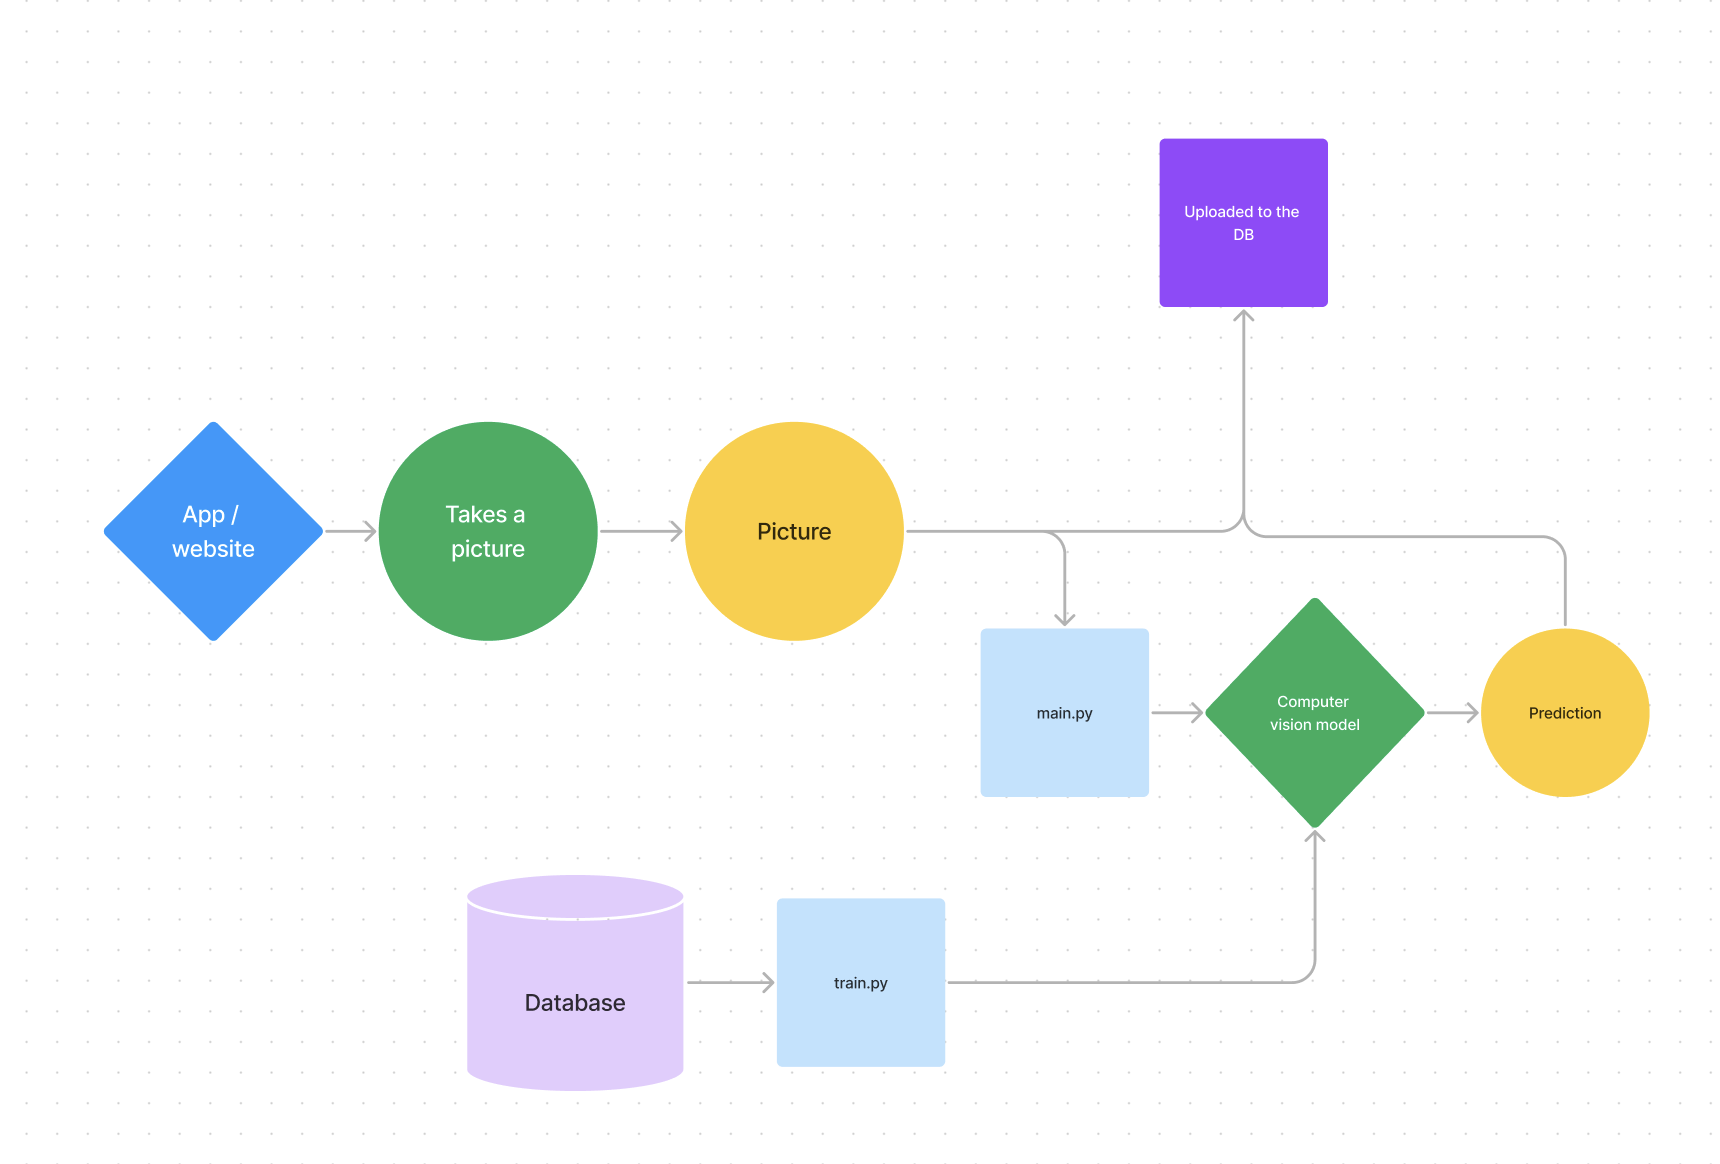 Uploaded to the
DB
App /
website
Takes a
picture
Picture
main.py
Computer
vision model
Prediction
Database
train.py